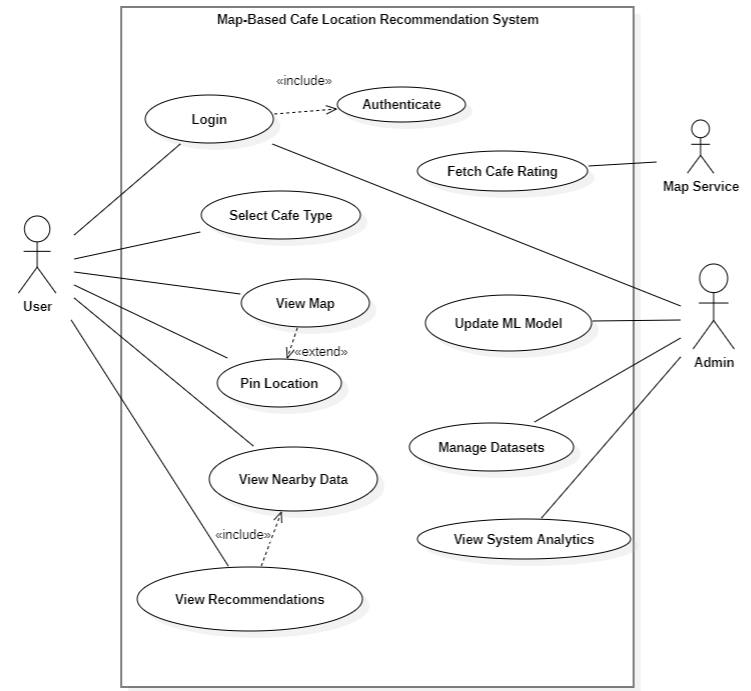 Map-Based Cafe Location Recommendation System
«include»
Login
Authenticate
Fetch Cafe Rating
Map Service
Select Cafe Type
User
View Map
Update ML Model
«extend»
Admin
Pin Location
Manage Datasets
View Nearby Data
«include»
View System Analytics
View Recommendations